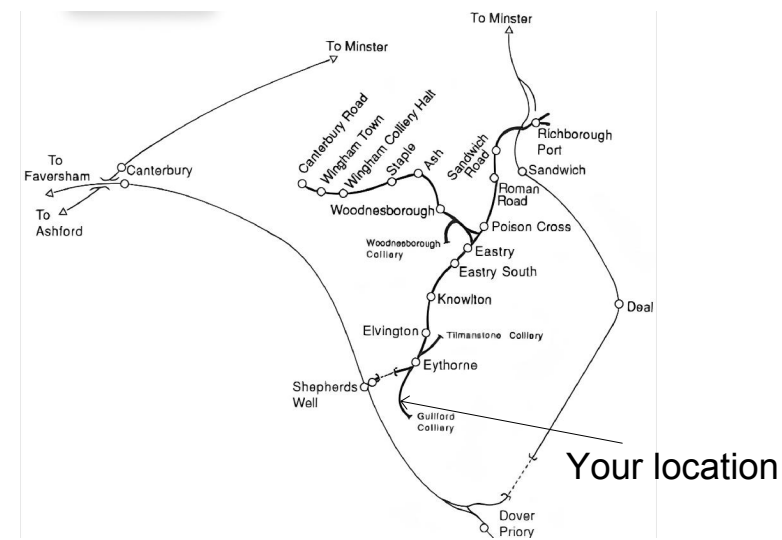 To Minster
To Minster
Canterbury Road
Wingham Town
Wingham Colliery Halt
Staple
Ash
Sandwich
Road
Richborough
Port
To
Faversham
Canterbury
Sandwich
Roman
Road
To
Ashford
Woodnesborough
Poison Cross
Woodnesborough
Colliery
Eastry
Eastry South
Knowlton
Deal
Elvington
Tilmanstone Colliery
Eythorne
Shepherds
Well
Guilford
Colliery
Your location
Dover
Priory